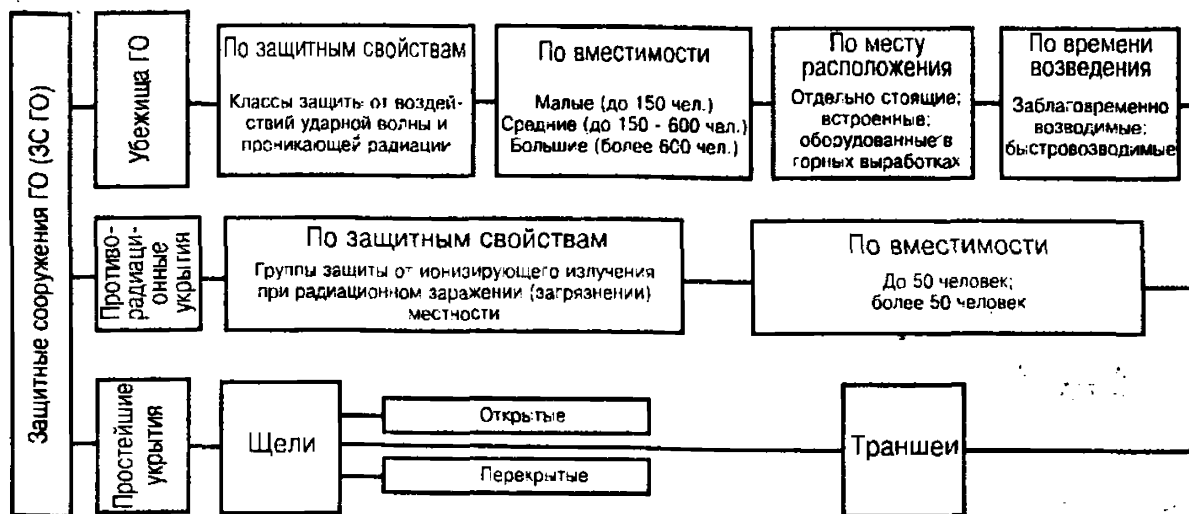 Защитные сооружения ГО (ЗС ГО)
Убежища ГО
По защитным свойствам
Классы защить от воздей-
ствий ударной волны и
проникающей радиации
По вместимости
Малые (до 150 чел.)
Средние (до 150 - 600 чел.)
Большие (более 600 чел.)
По месту
расположения
Отдельно стоящие;
встроенные;
оборудованные в
горных выработках
По времени
возведения
Заблаговременно
возводимые;
быстровозводимые
Противо-
радиаци-
онные
укрытия
По защитным свойствам
Группы защиты от ионизирующего излучения
при радиационном заражении (загрязнении)
местности
По вместимости
До 50 человек;
более 50 человек
Простейшие
укрытия
Щели
Открытые
Перекрытые
Траншеи